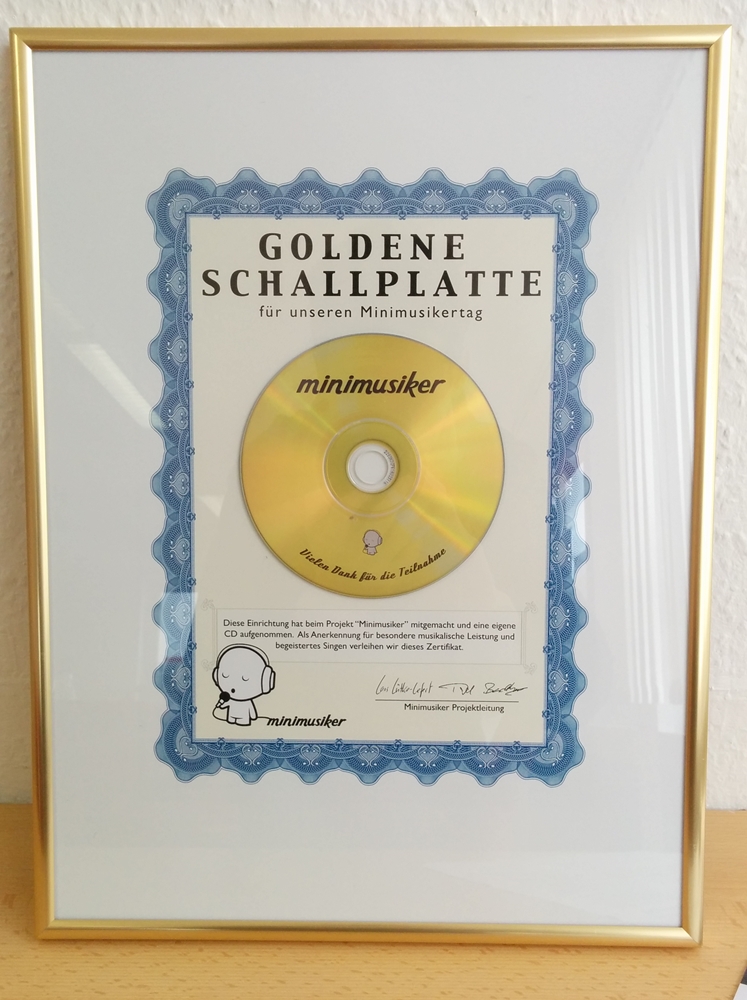 GOLDENE
SCHALLPLATTE
für unseren Minimusikertag
minimusiker
Vielen Dank für die Teilnahme
Diese Einrichtung hat beim Projekt "Minimusiker" mitgemacht und eine eigene
CD aufgenommen. Als Anerkennung für besondere musikalische Leistung und
begeistertes Singen verleihen wir dieses Zertifikat.
minimusiker
Minimusiker Projektleitung